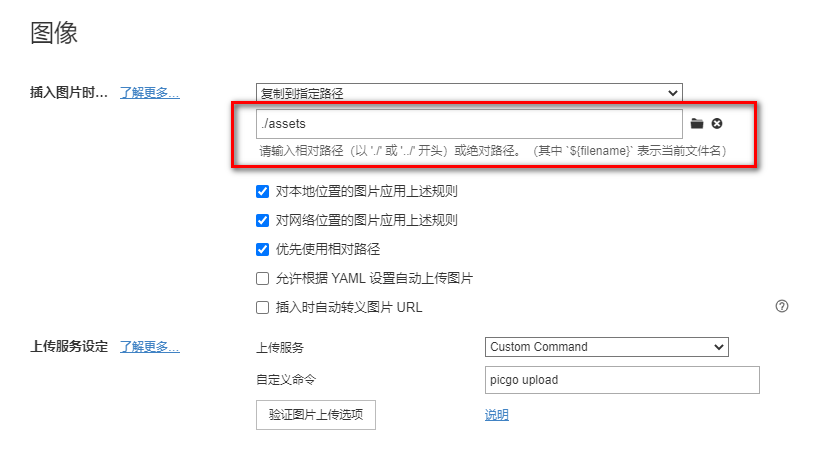 图像
插入图片时... 了解更多...
复制到指定路径
./assets
请输入相对路径（以 './' 或 '../' 开头）或绝对路径。（其中 `${filename}` 表示当前文件名）
对本地位置的图片应用上述规则
对网络位置的图片应用上述规则
优先使用相对路径
允许根据 YAML 设置自动上传图片
插入时自动转义图片 URL
上传服务设定 了解更多...
上传服务 Custom Command
自定义命令 picgo upload
验证图片上传选项 说明